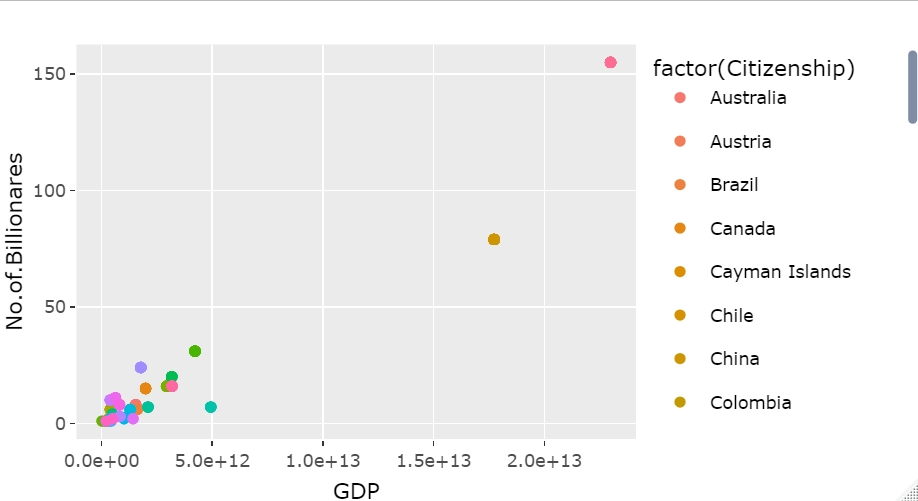 factor(Citizenship)
Australia
Austria
Brazil
Canada
Cayman Islands
Chile
China
Colombia
No.of.Billionares
150
100
50
0
0.0e+00 5.0e+12 1.0e+13 1.5e+13 2.0e+13
GDP